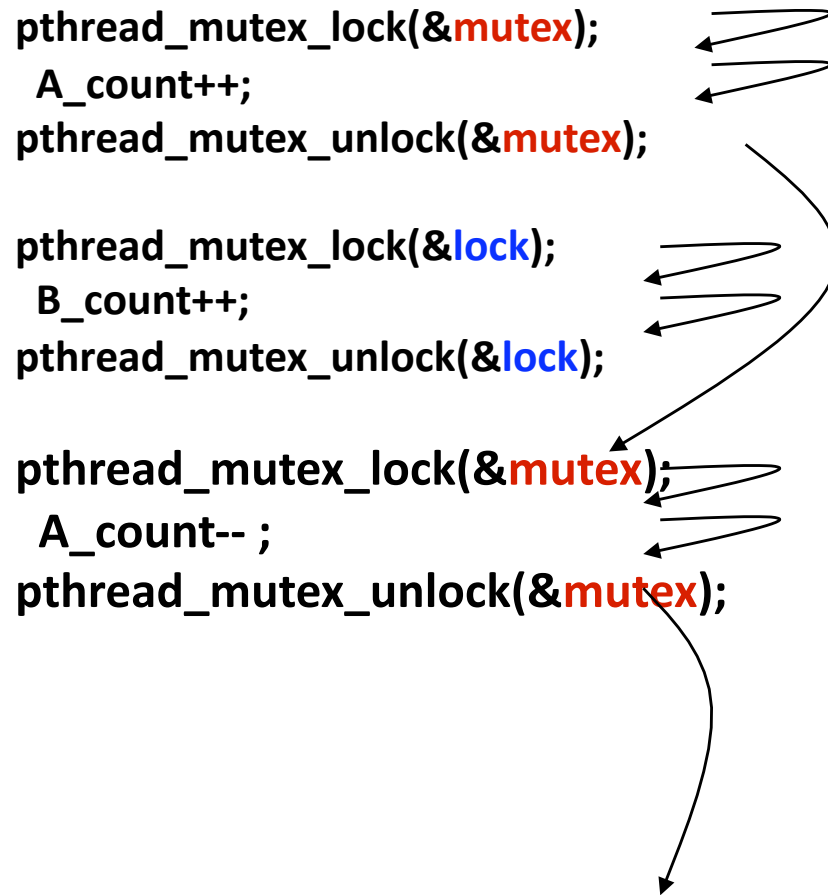 pthread_mutex_lock(&mutex);
A_count++;
pthread_mutex_unlock(&mutex);
pthread_mutex_lock(&lock);
B_count++;
pthread_mutex_unlock(&lock);
pthread_mutex_lock(&mutex);
A_count-- ;
pthread_mutex_unlock(&mutex);